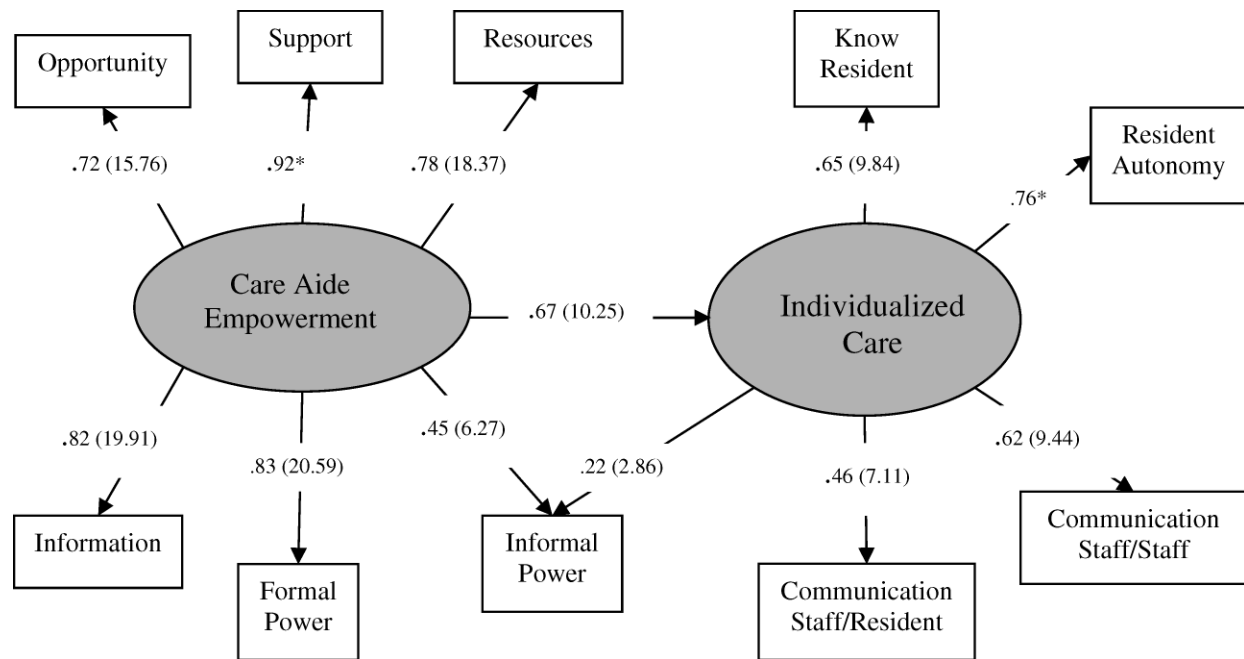 Opportunity
Support
Resources
Know
Resident
Resident
Autonomy
.72 (15.76)
.92*
.78 (18.37)
.65 (9.84)
.76*
Care Aide
Empowerment
.67 (10.25)
Individualized
Care
.82 (19.91)
.83 (20.59)
.45 (6.27)
.22 (2.86)
.46 (7.11)
.62 (9.44)
Information
Formal
Power
Informal
Power
Communication
Staff/Resident
Communication
Staff/Staff